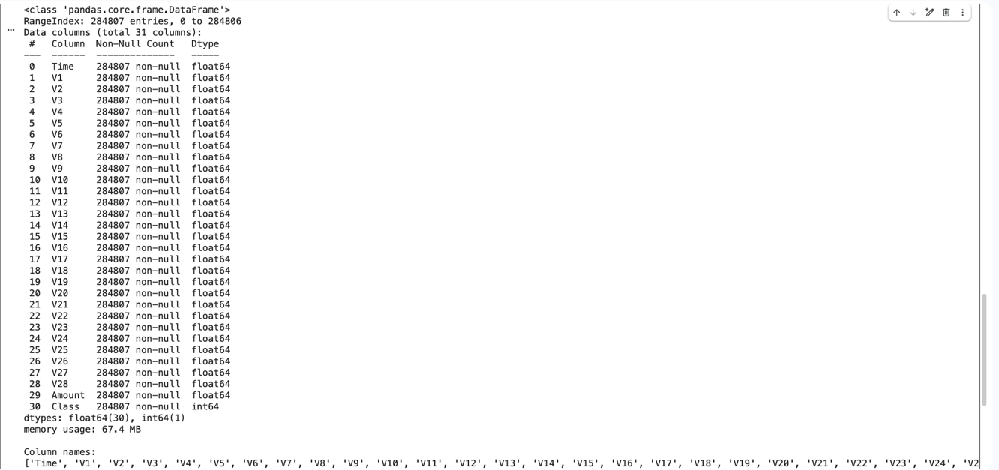 <class 'pandas.core.frame.DataFrame'>
RangeIndex: 284807 entries, 0 to 284806
Data columns (total 31 columns):
 #   Column  Non-Null Count   Dtype
---  ------  --------------   -----
 0   Time    284807 non-null  float64
 1   V1      284807 non-null  float64
 2   V2      284807 non-null  float64
 3   V3      284807 non-null  float64
 4   V4      284807 non-null  float64
 5   V5      284807 non-null  float64
 6   V6      284807 non-null  float64
 7   V7      284807 non-null  float64
 8   V8      284807 non-null  float64
 9   V9      284807 non-null  float64
 10  V10     284807 non-null  float64
 11  V11     284807 non-null  float64
 12  V12     284807 non-null  float64
 13  V13     284807 non-null  float64
 14  V14     284807 non-null  float64
 15  V15     284807 non-null  float64
 16  V16     284807 non-null  float64
 17  V17     284807 non-null  float64
 18  V18     284807 non-null  float64
 19  V19     284807 non-null  float64
 20  V20     284807 non-null  float64
 21  V21     284807 non-null  float64
 22  V22     284807 non-null  float64
 23  V23     284807 non-null  float64
 24  V24     284807 non-null  float64
 25  V25     284807 non-null  float64
 26  V26     284807 non-null  float64
 27  V27     284807 non-null  float64
 28  V28     284807 non-null  float64
 29  Amount  284807 non-null  float64
 30  Class   284807 non-null  int64
dtypes: float64(30), int64(1)
memory usage: 67.4 MB
Column names:
['Time', 'V1', 'V2', 'V3', 'V4', 'V5', 'V6', 'V7', 'V8', 'V9', 'V10', 'V11', 'V12', 'V13', 'V14', 'V15', 'V16', 'V17', 'V18', 'V19', 'V20', 'V21', 'V22', 'V23', 'V24', 'V2